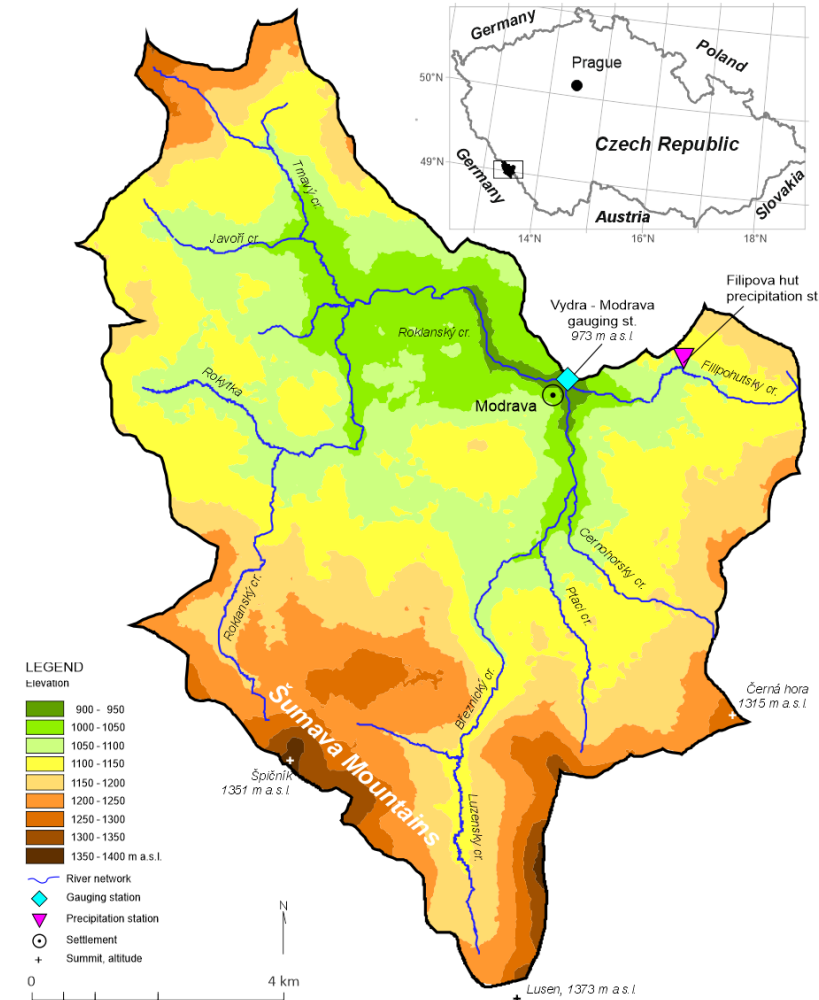 Germany
Poland
Prague
50°N
Czech Republic
49°N
Germany
Slovakia
Austria
14°N
16°N
18°N
Tmavý cr.
Javoří cr.
Filipova hut
precipitation st
Vydra - Modrava
gauging st.
973 m a.s.l.
Roklanský cr.
Filipohutsky cr.
Rokytka
Modrava
Černohorský cr.
Ptačí cr.
Roklanský cr.
Březnický cr.
Černá hora
1315 m a.s.l.
Šumava Mountains
Špičník
1351 m a.s.l.
Luzenský cr.
Lusen, 1373 m a.s.l.
LEGEND
Elevation
900 - 950
1000 - 1050
1050 - 1100
1100 - 1150
1150 - 1200
1200 - 1250
1250 - 1300
1300 - 1350
1350 - 1400 m a.s.l.
River network
Gauging station
Precipitation station
Settlement
Summit, altitude
N
0
4 km